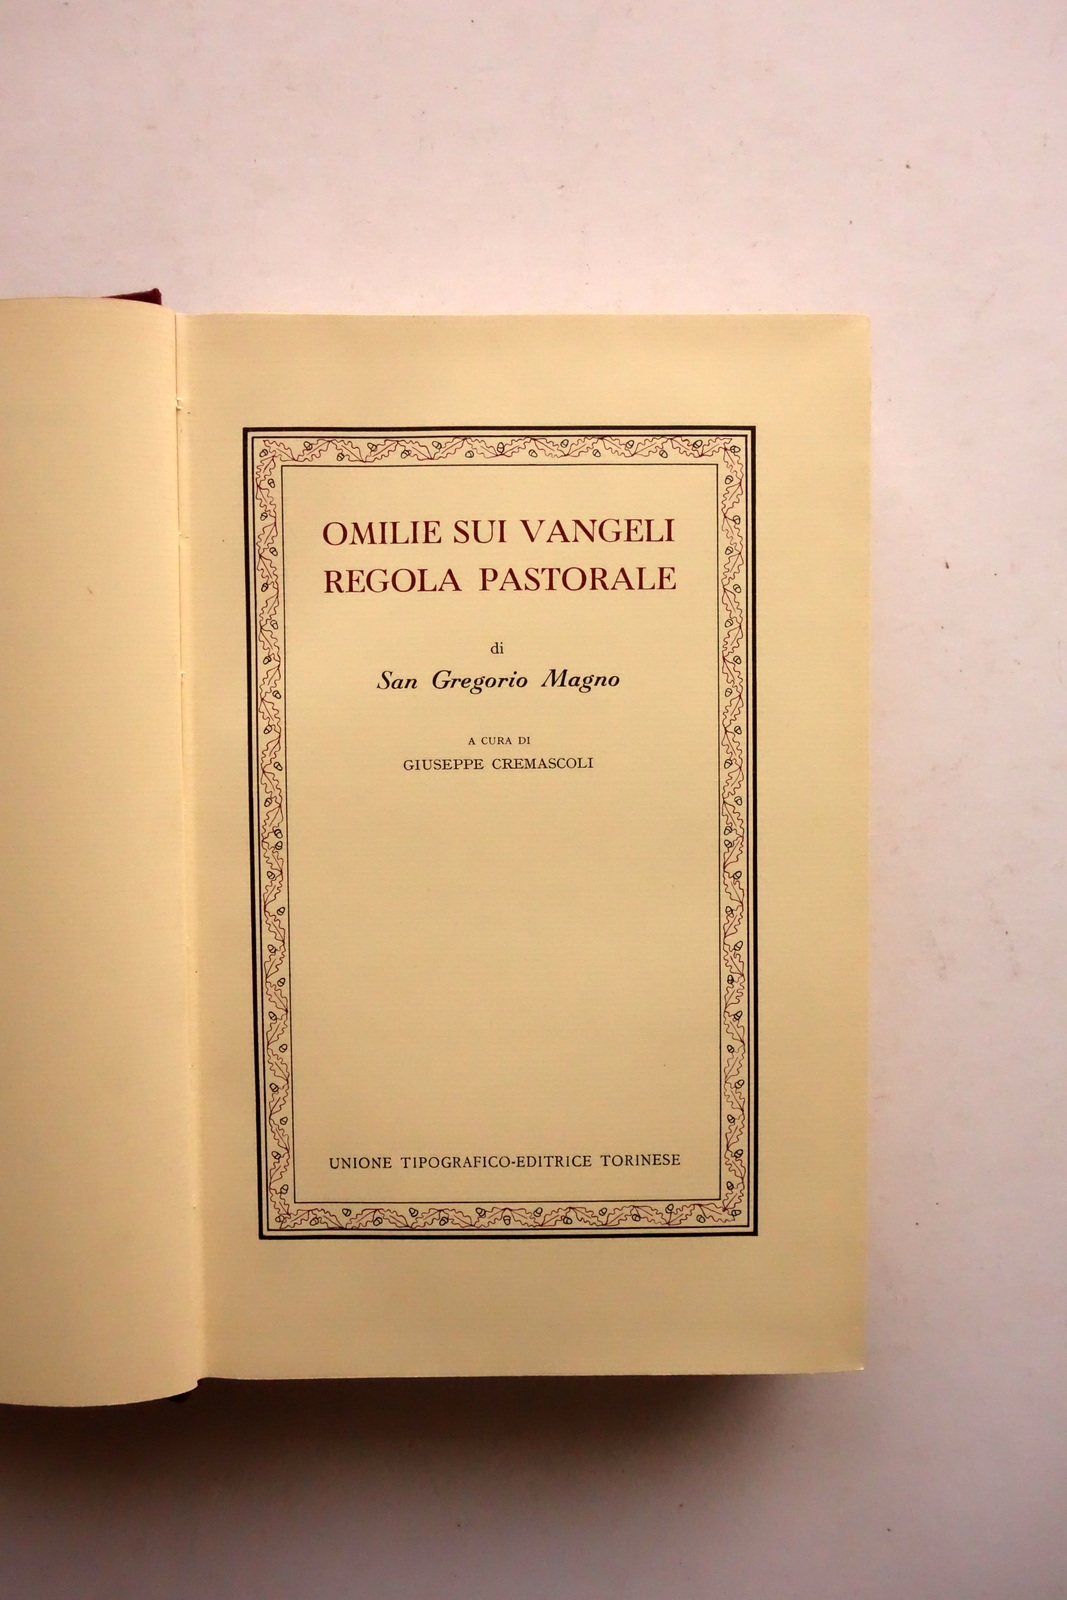 OMILIE SUI VANGELI
REGOLA PASTORALE
di
San Gregorio Magno
A CURA DI
GIUSEPPE CREMASCOLI
UNIONE TIPOGRAFICO-EDITRICE TORINESE